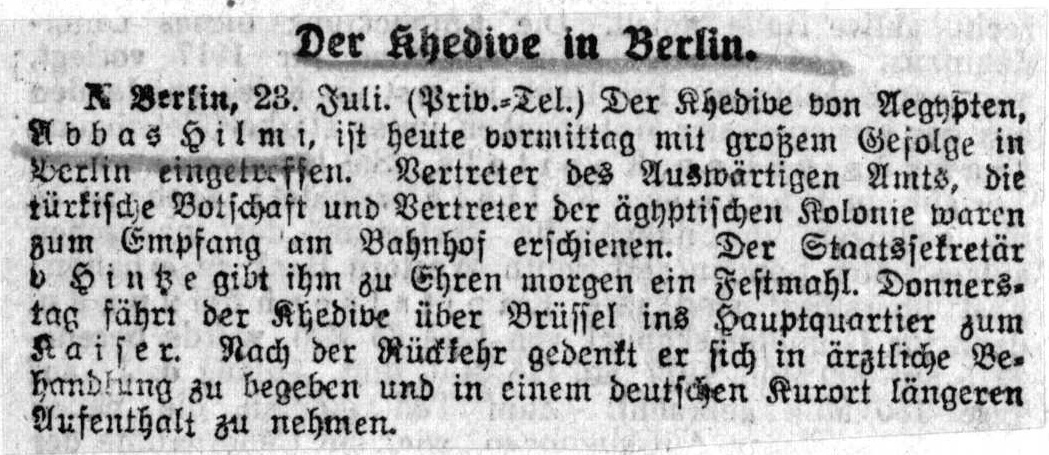 Der Khedive in Berlin.
K Berlin, 23. Juli. (Priv.-Tel.) Der Khedive von Aegypten,
Abbas Hilmi, ist heute vormittag mit großem Gefolge in
Berlin eingetroffen. Vertreter des Auswärtigen Amts, die
türkische Botschaft und Vertreter der ägyptischen Kolonie waren
zum Empfang am Bahnhof erschienen. Der Staatssekretär
v Hintze gibt ihm zu Ehren morgen ein Festmahl. Donners-
tag fährt der Khedive über Brüssel ins Hauptquartier zum
Kaiser. Nach der Rückkehr gedenkt er sich in ärztliche Be-
handlung zu begeben und in einem deutschen Kurort längeren
Aufenthalt zu nehmen.